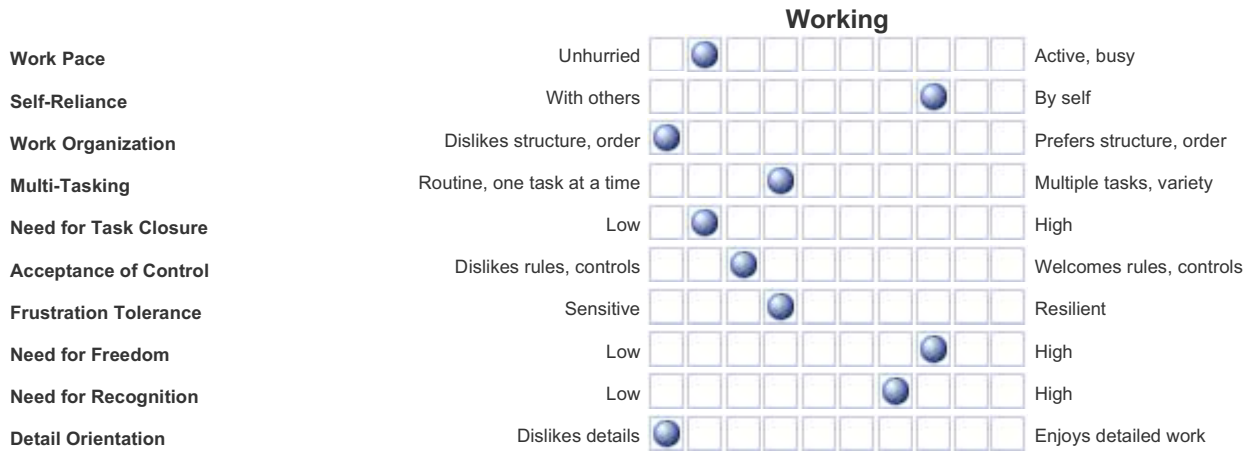 Working
Work Pace Unhurried Active, busy
Self-Reliance With others By self
Work Organization Dislikes structure, order Prefers structure, order
Multi-Tasking Routine, one task at a time Multiple tasks, variety
Need for Task Closure Low High
Acceptance of Control Dislikes rules, controls Welcomes rules, controls
Frustration Tolerance Sensitive Resilient
Need for Freedom Low High
Need for Recognition Low High
Detail Orientation Dislikes details Enjoys detailed work